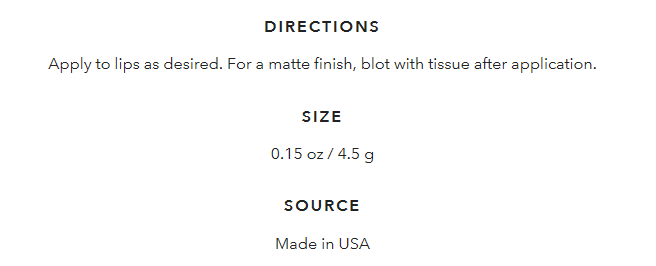 DIRECTIONS
Apply to lips as desired. For a matte finish, blot with tissue after application.
SIZE
0.15 oz / 4.5 g
SOURCE
Made in USA